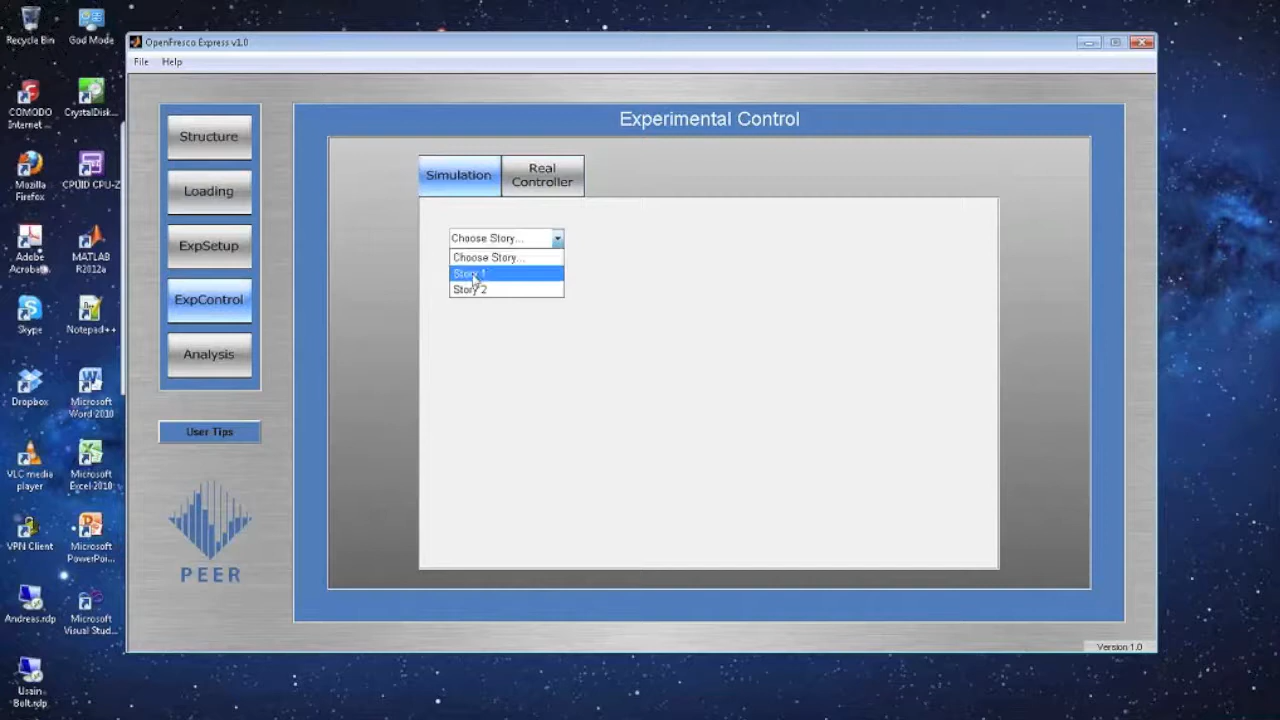 Recycle Bin
God Mode
COMODO
Internet ...
CrystalDisk...
Mozilla
Firefox
CPUID CPU-Z
Adobe
Acrobat...
MATLAB
R2012a
Skype
Notepad++
Dropbox
Microsoft
Word 2010
VLC media
player
Microsoft
Excel 2010
VPN Client
Microsoft
PowerPoi...
Andreas.rdp
Microsoft
Visual Stud...
Usain
Bolt.rdp
OpenFresco Express v1.0
File
Help
Structure
Loading
ExpSetup
ExpControl
Analysis
User Tips
PEER
Experimental Control
Simulation
Real
Controller
Choose Story...
Choose Story...
Story 1
Story 2
Version 1.0